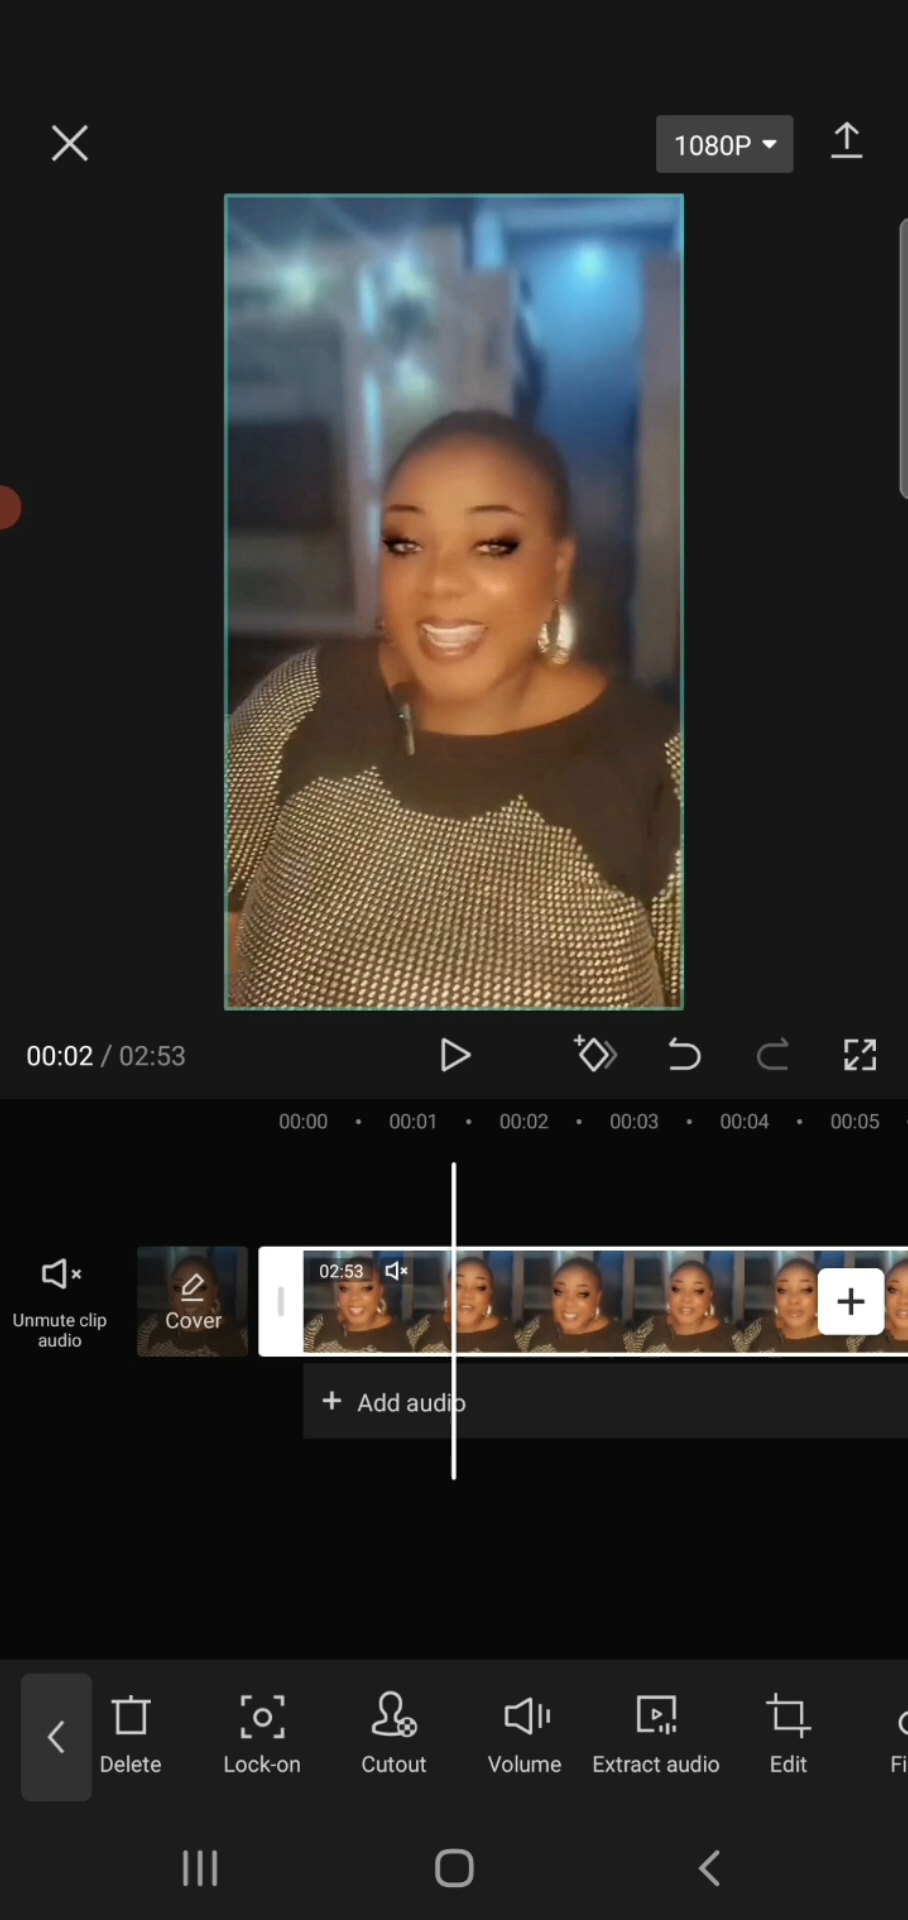 1080P
00:02 / 02:53
00:00 00:01 00:02 00:03 00:04 00:05
02:53
Unmute clip
audio
Cover
+ Add audio
Delete
Lock-on
Cutout
Volume
Extract audio
Edit
Fi